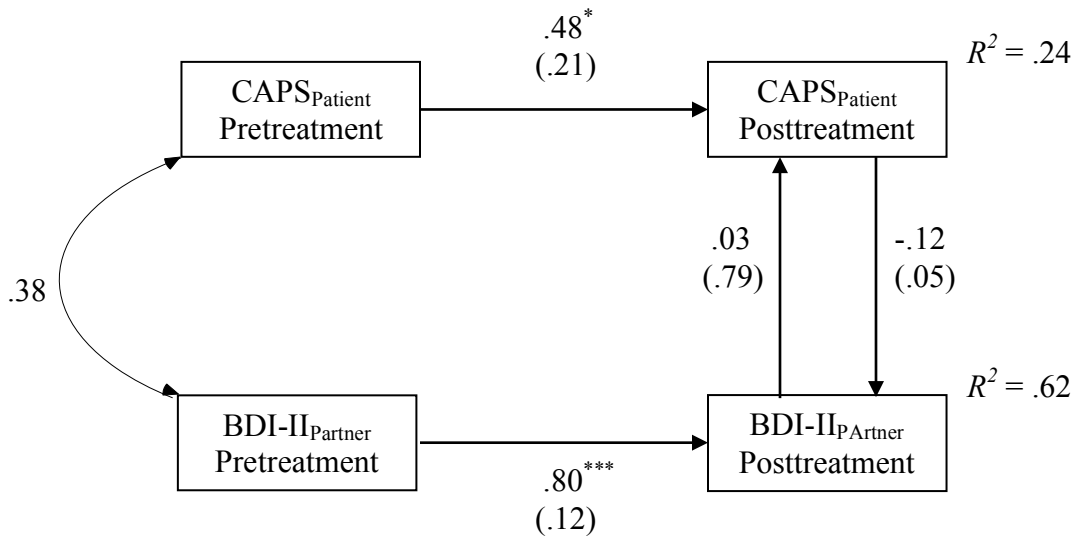 .48*
(.21)
R² = .24
CAPSPatient
Pretreatment
CAPSPatient
Posttreatment
.38
.03
(.79)
-.12
(.05)
R² = .62
BDI-IIPartner
Pretreatment
BDI-IIPArtner
Posttreatment
.80***
(.12)